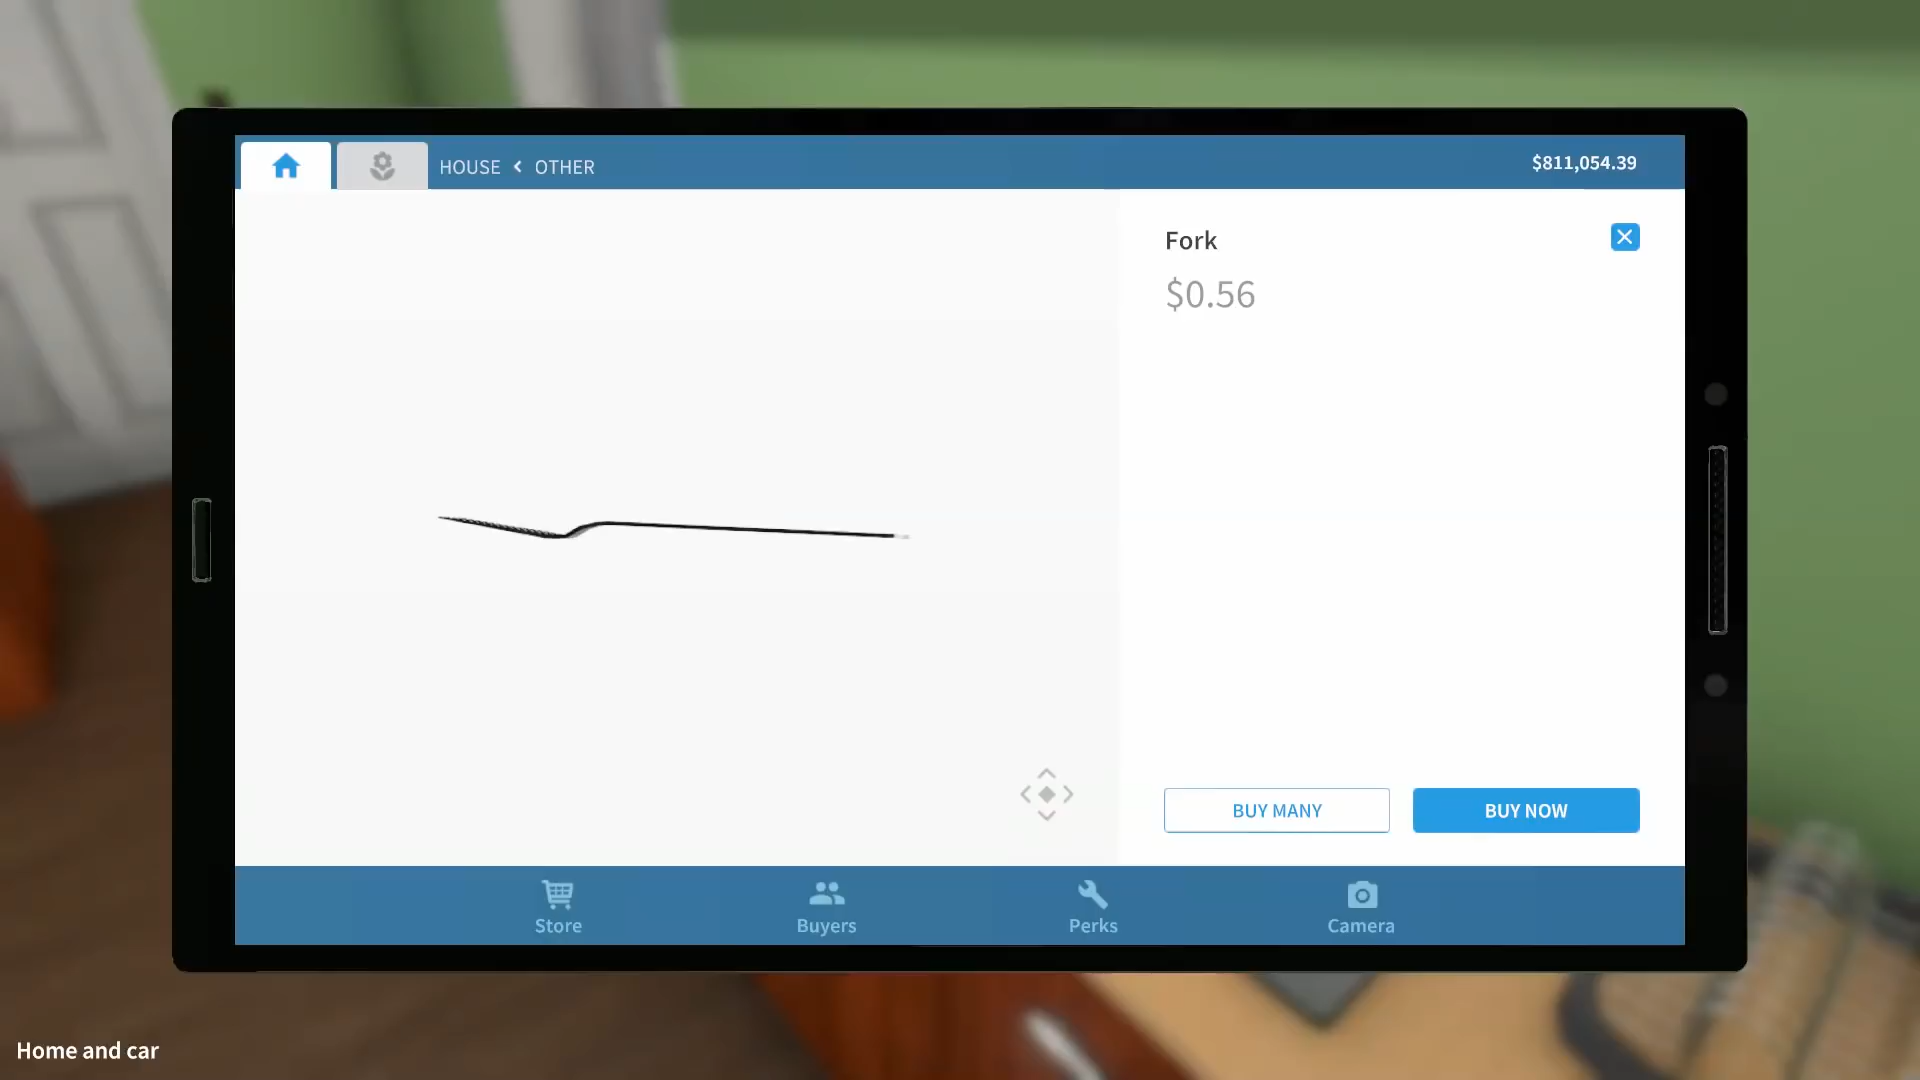 HOUSE < OTHER
$811,054.39
Fork
$0.56
BUY MANY
BUY NOW
Store
Buyers
Perks
Camera
Home and car